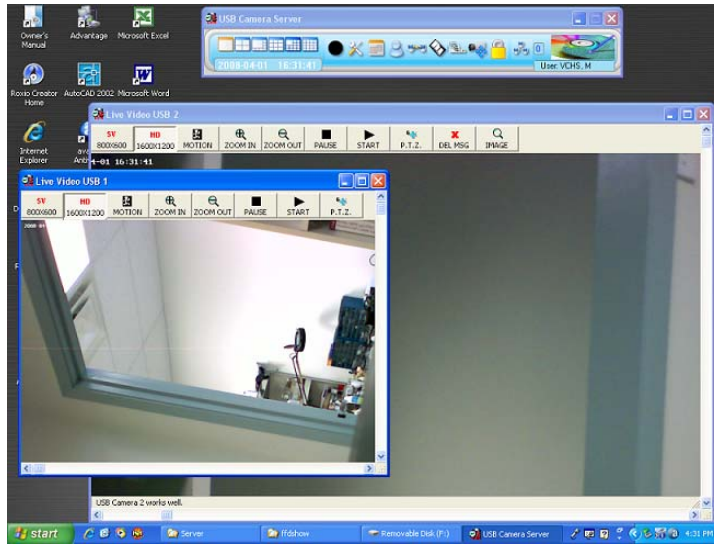 Owner's Manual
Advantage
Microsoft Excel
USB Camera Server
2008-04-01 16:31:41
0
User: VCHS, M
Roxio Creator Home
AutoCAD 2002
Microsoft Word
Live Video USB 2
SV 800X600
HD 1600X1200
MOTION
ZOOM IN
ZOOM OUT
PAUSE
START
P.T.Z.
DEL MSG
IMAGE
Internet Explorer
4-01 16:31:41
Live Video USB 1
SV 800X600
HD 1600X1200
MOTION
ZOOM IN
ZOOM OUT
PAUSE
START
P.T.Z.
USB Camera 2 works well.
start
Server
ffdshow
Removable Disk (F:)
USB Camera Server
4:31 PM